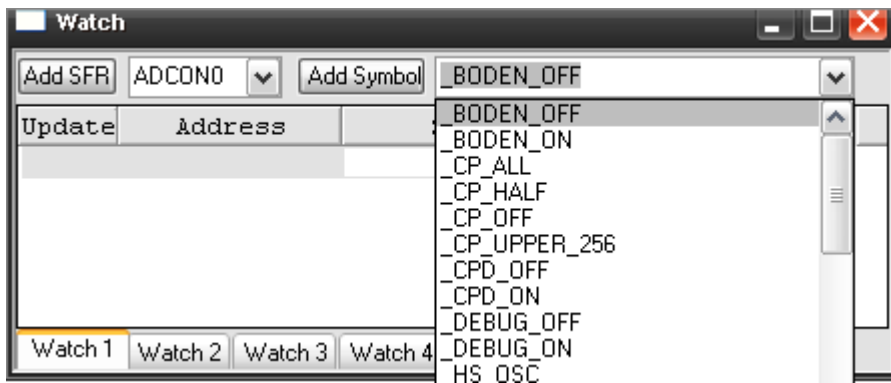 Watch
Add SFR ADCON0 Add Symbol _BODEN_OFF
Update Address
_BODEN_OFF
_BODEN_ON
_CP_ALL
_CP_HALF
_CP_OFF
_CP_UPPER_256
_CPD_OFF
_CPD_ON
_DEBUG_OFF
_DEBUG_ON
_HS_OSC
Watch 1 Watch 2 Watch 3 Watch 4